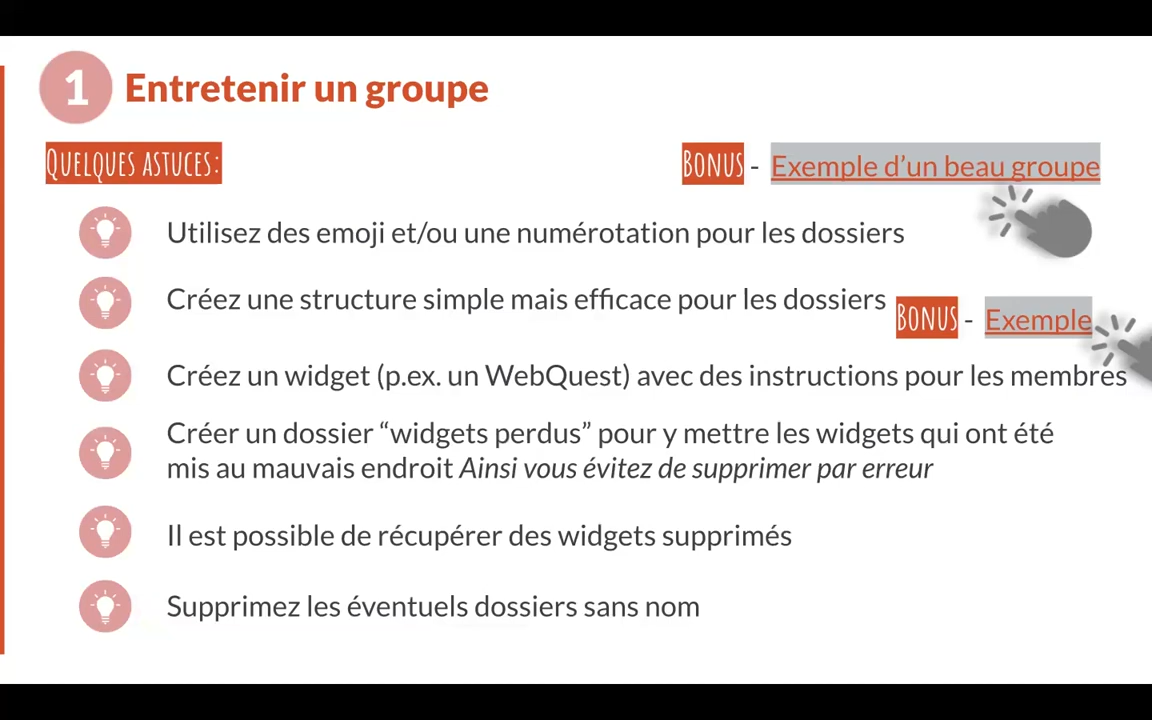 1 Entretenir un groupe
Quelques astuces:
Bonus - Exemple d’un beau groupe
Utilisez des emoji et/ou une numérotation pour les dossiers
Créez une structure simple mais efficace pour les dossiers
Bonus - Exemple
Créez un widget (p.ex. un WebQuest) avec des instructions pour les membres
Créer un dossier “widgets perdus” pour y mettre les widgets qui ont été
mis au mauvais endroit Ainsi vous évitez de supprimer par erreur
Il est possible de récupérer des widgets supprimés
Supprimez les éventuels dossiers sans nom